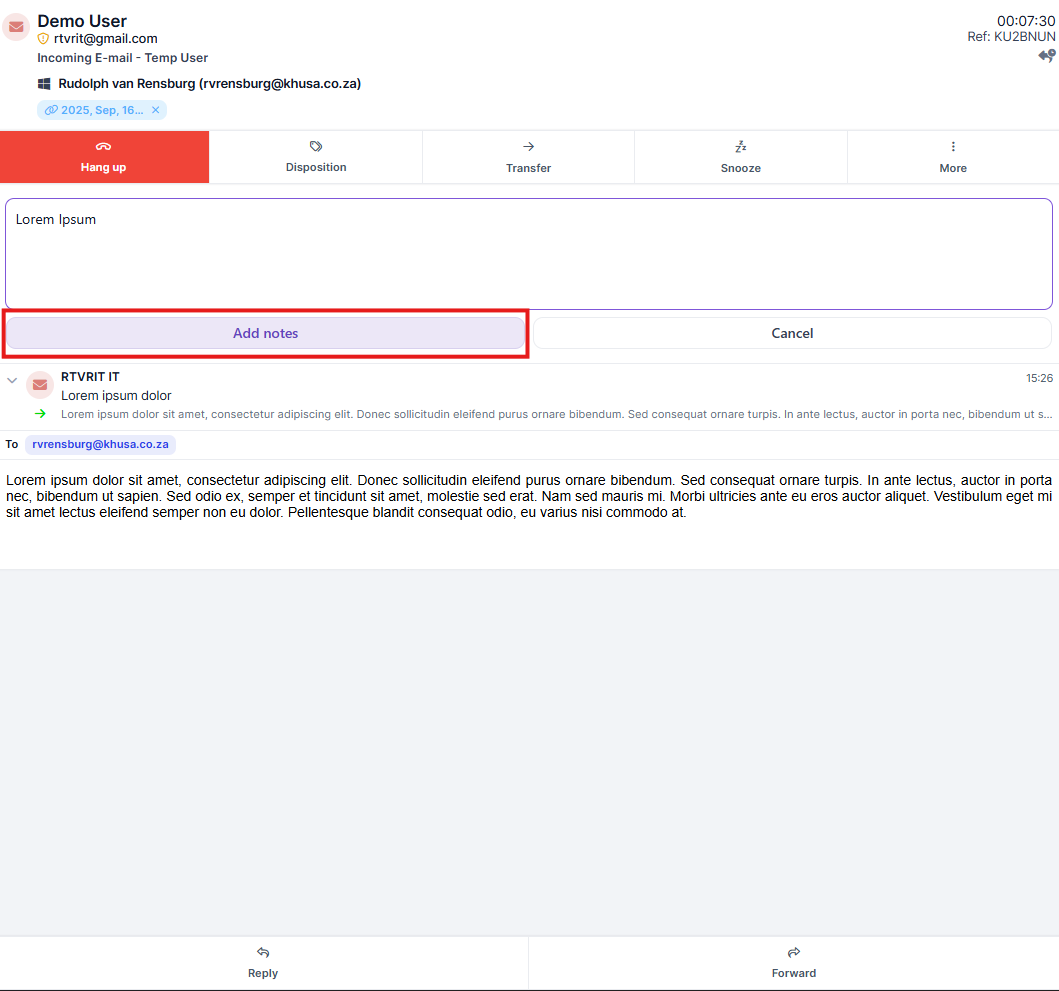 Demo User
00:07:30
rtvrit@gmail.com
Ref: KU2BNUN
Incoming E-mail - Temp User
Rudolph van Rensburg (rvrensburg@khusa.co.za)
2025, Sep, 16... ×
Hang up
Disposition
Transfer
Snooze
More
Lorem Ipsum
Add notes
Cancel
RTVRIT IT
15:26
Lorem ipsum dolor
Lorem ipsum dolor sit amet, consectetur adipiscing elit. Donec sollicitudin eleifend purus ornare bibendum. Sed consequat ornare turpis. In ante lectus, auctor in porta nec, bibendum ut s...
To rvrensburg@khusa.co.za
Lorem ipsum dolor sit amet, consectetur adipiscing elit. Donec sollicitudin eleifend purus ornare bibendum. Sed consequat ornare turpis. In ante lectus, auctor in porta
nec, bibendum ut sapien. Sed odio ex, semper et tincidunt sit amet, molestie sed erat. Nam sed mauris mi. Morbi ultricies ante eu eros auctor aliquet. Vestibulum eget mi
sit amet lectus eleifend semper non eu dolor. Pellentesque blandit consequat odio, eu varius nisi commodo at.
Reply
Forward